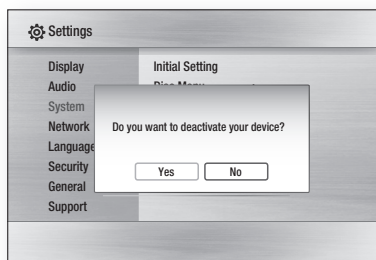 Settings
Display
Audio
System
Network
Language
Security
General
Support
Initial Setting
Do you want to deactivate your device?
Yes
No